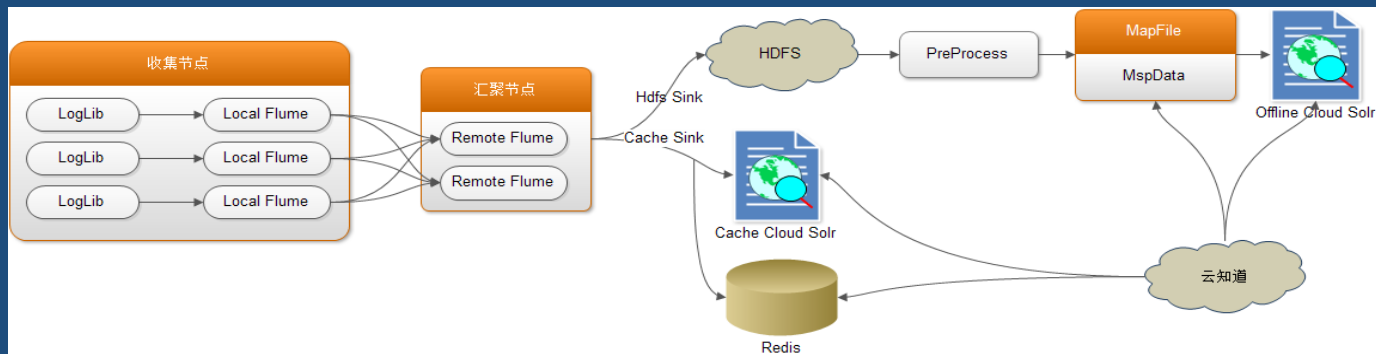 收集节点
LogLib
Local Flume
LogLib
Local Flume
LogLib
Local Flume
汇聚节点
Remote Flume
Remote Flume
Hdfs Sink
Cache Sink
HDFS
PreProcess
MapFile
MspData
Offline Cloud Solr
Cache Cloud Solr
Redis
云知道